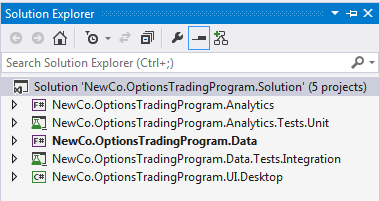 Solution Explorer
Search Solution Explorer (Ctrl+;)
Solution 'NewCo.OptionsTradingProgram.Solution' (5 projects)
F# NewCo.OptionsTradingProgram.Analytics
NewCo.OptionsTradingProgram.Analytics.Tests.Unit
F# NewCo.OptionsTradingProgram.Data
NewCo.OptionsTradingProgram.Data.Tests.Integration
C# NewCo.OptionsTradingProgram.UI.Desktop